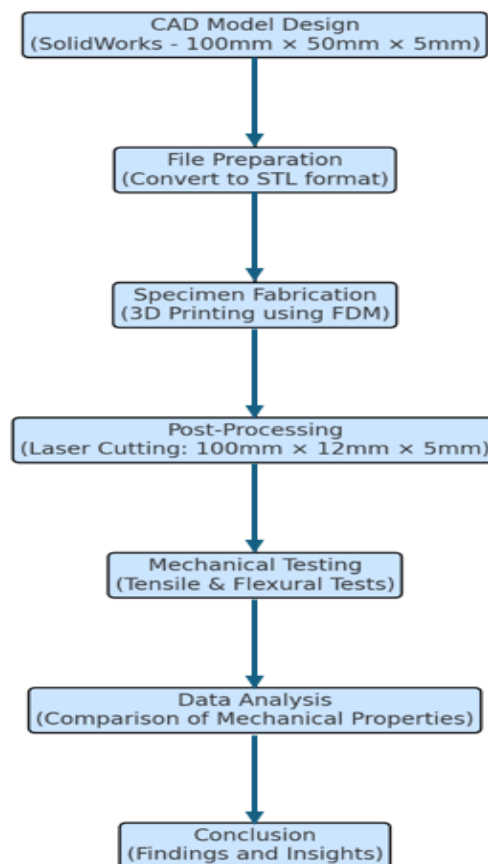 CAD Model Design
(SolidWorks - 100mm × 50mm × 5mm)
File Preparation
(Convert to STL format)
Specimen Fabrication
(3D Printing using FDM)
Post-Processing
(Laser Cutting: 100mm × 12mm × 5mm)
Mechanical Testing
(Tensile & Flexural Tests)
Data Analysis
(Comparison of Mechanical Properties)
Conclusion
(Findings and Insights)